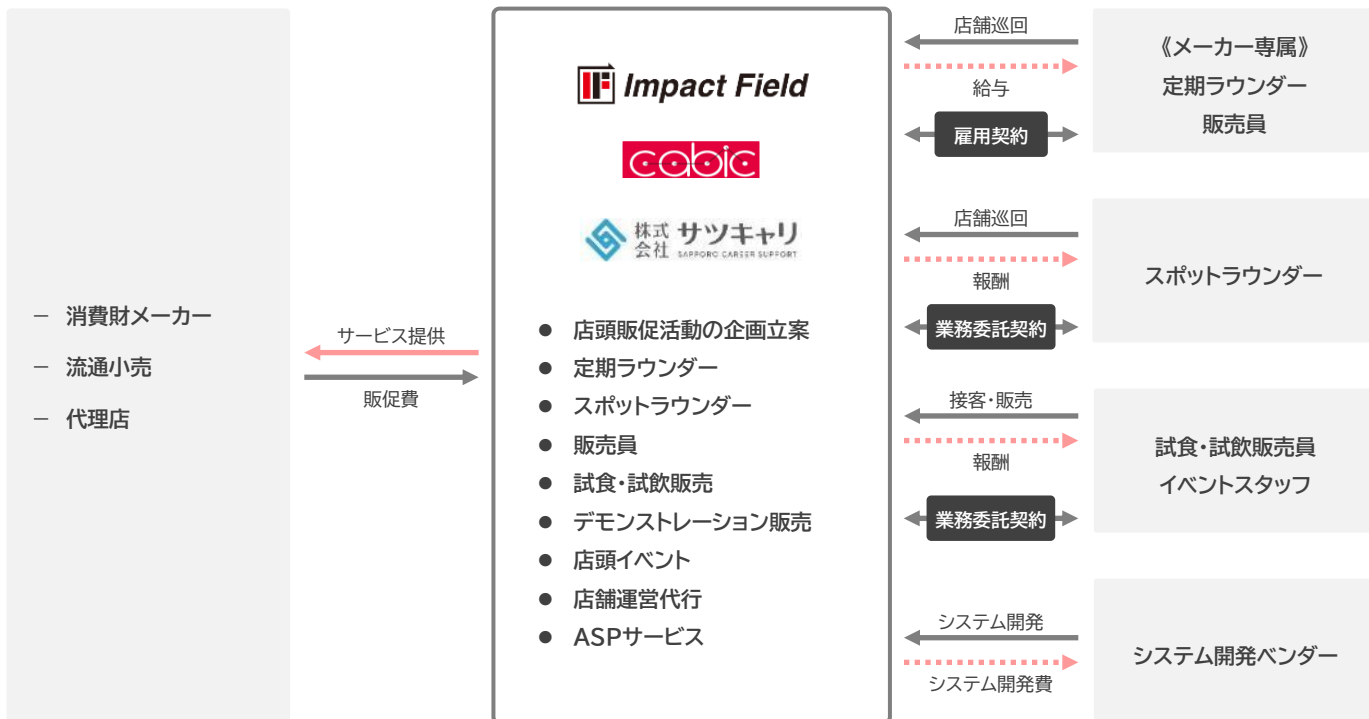 － 消費財メーカー
－ 流通小売
－ 代理店
サービス提供
販促費
Impact Field
cabic
株式会社 サツキャリ
SAPPORO CAREER SUPPORT
● 店頭販促活動の企画立案
● 定期ラウンダー
● スポットラウンダー
● 販売員
● 試食・試飲販売
● デモンストレーション販売
● 店頭イベント
● 店舗運営代行
● ASPサービス
店舗巡回
給与
雇用契約
《メーカー専属》
定期ラウンダー
販売員
店舗巡回
報酬
業務委託契約
スポットラウンダー
接客・販売
報酬
業務委託契約
試食・試飲販売員
イベントスタッフ
システム開発
システム開発費
システム開発ベンダー